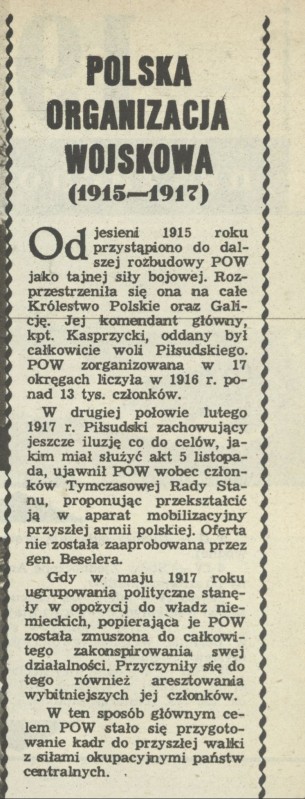 POLSKA
ORGANIZACJA
WOJSKOWA
(1915—1917)
Od jesieni 1915 roku
przystąpiono do dal-
szej rozbudowy POW
jako tajnej siły bojowej. Roz-
przestrzeniła się ona na całe
Królestwo Polskie oraz Gali-
cję. Jej komendant główny,
kpt. Kasprzycki, oddany był
całkowicie woli Piłsudskiego.
POW zorganizowana w 17
okręgach liczyła w 1916 r. po-
nad 13 tys. członków.
W drugiej połowie lutego
1917 r. Piłsudski zachowujący
jeszcze iluzję co do celów, ja-
kim miał służyć akt 5 listopa-
da, ujawnił POW wobec człon-
ków Tymczasowej Rady Sta-
nu, proponując przekształcić
ją w aparat mobilizacyjny
przyszłej armii polskiej. Oferta
nie została zaaprobowana przez
gen. Beselera.
Gdy w maju 1917 roku
ugrupowania polityczne stanę-
ły w opozycji do władz nie-
mieckich, popierająca je POW
została zmuszona do całkowi-
tego zakonspirowania swej
działalności. Przyczyniły się do
tego również aresztowania
wybitniejszych jej członków.
W ten sposób głównym ce-
lem POW stało się przygoto-
wanie kadr do przyszłej walki
z siłami okupacyjnymi państw
centralnych.